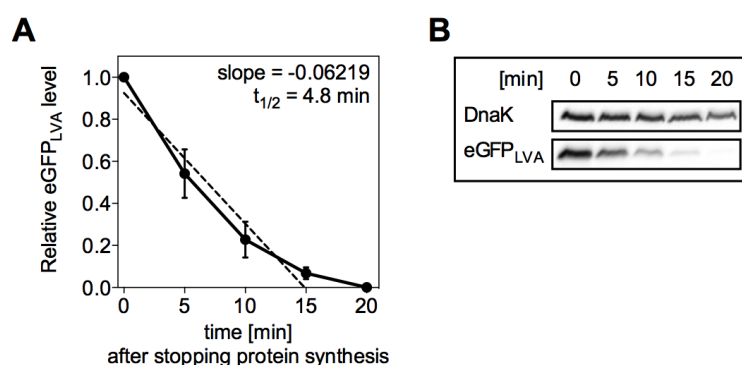 A
slope = -0.06219
t1/2 = 4.8 min
Relative eGFPLVA level
1.0
0.8
0.6
0.4
0.2
0.0
0 5 10 15 20
time [min]
after stopping protein synthesis
B
[min] 0 5 10 15 20
DnaK
eGFPLVA